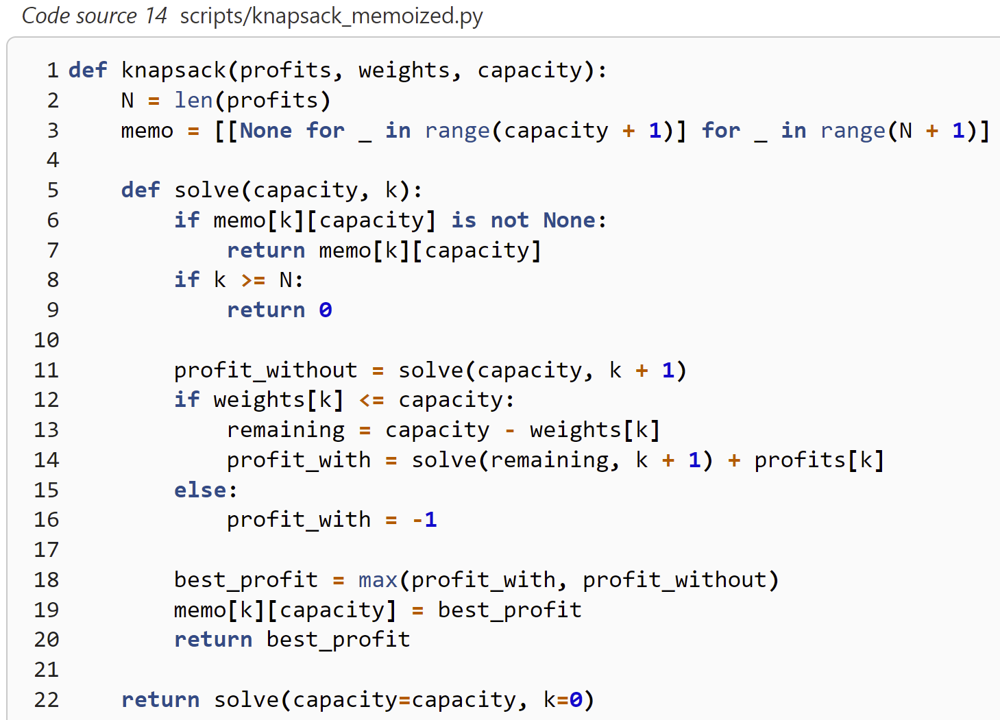 Code source 14 scripts/knapsack_memoized.py
1 def knapsack(profits, weights, capacity):
2     N = len(profits)
3     memo = [[None for _ in range(capacity + 1)] for _ in range(N + 1)]
4
5     def solve(capacity, k):
6         if memo[k][capacity] is not None:
7             return memo[k][capacity]
8         if k >= N:
9             return 0
10
11         profit_without = solve(capacity, k + 1)
12         if weights[k] <= capacity:
13             remaining = capacity - weights[k]
14             profit_with = solve(remaining, k + 1) + profits[k]
15         else:
16             profit_with = -1
17
18         best_profit = max(profit_with, profit_without)
19         memo[k][capacity] = best_profit
20         return best_profit
21
22     return solve(capacity=capacity, k=0)